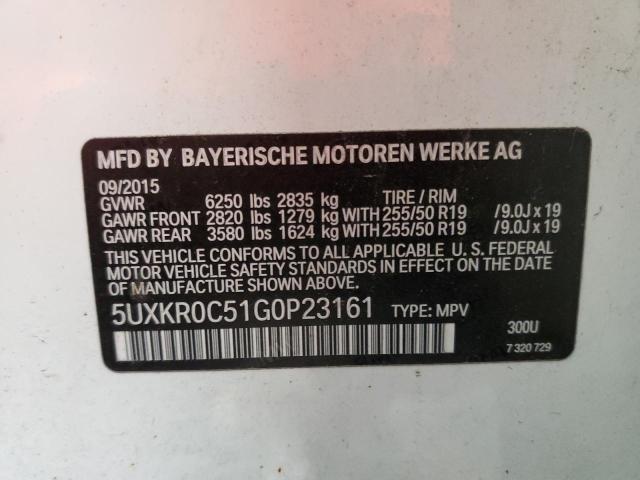 MFD BY BAYERISCHE MOTOREN WERKE AG
09/2015
GVWR 6250 lbs 2835 kg TIRE / RIM
GAWR FRONT 2820 lbs 1279 kg WITH 255/50 R19 /9.0J x 19
GAWR REAR 3580 lbs 1624 kg WITH 255/50 R19 /9.0J x 19
THIS VEHICLE CONFORMS TO ALL APPLICABLE U. S. FEDERAL
MOTOR VEHICLE SAFETY STANDARDS IN EFFECT ON THE DATE
OF MANUFACTURE SHOWN ABOVE.
5UXKR0C51G0P23161 TYPE: MPV
300U
7 320 729